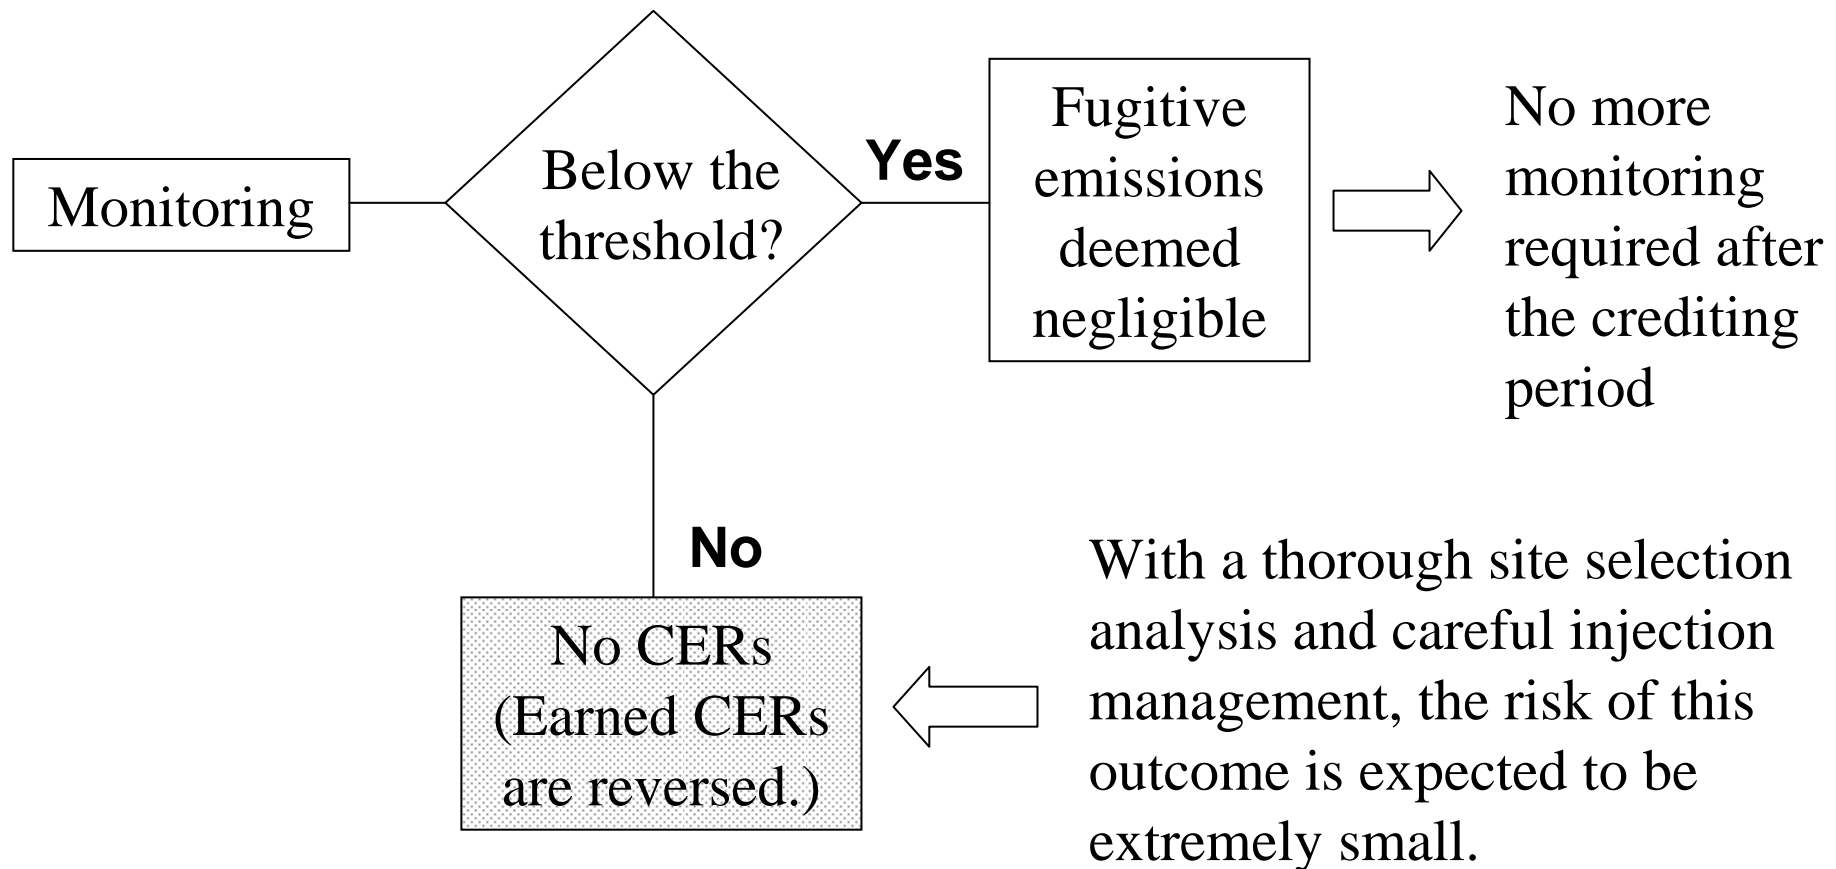 Monitoring
Below the
threshold?
Yes
Fugitive
emissions
deemed
negligible
No more
monitoring
required after
the crediting
period
No
No CERs
(Earned CERs
are reversed.)
With a thorough site selection
analysis and careful injection
management, the risk of this
outcome is expected to be
extremely small.